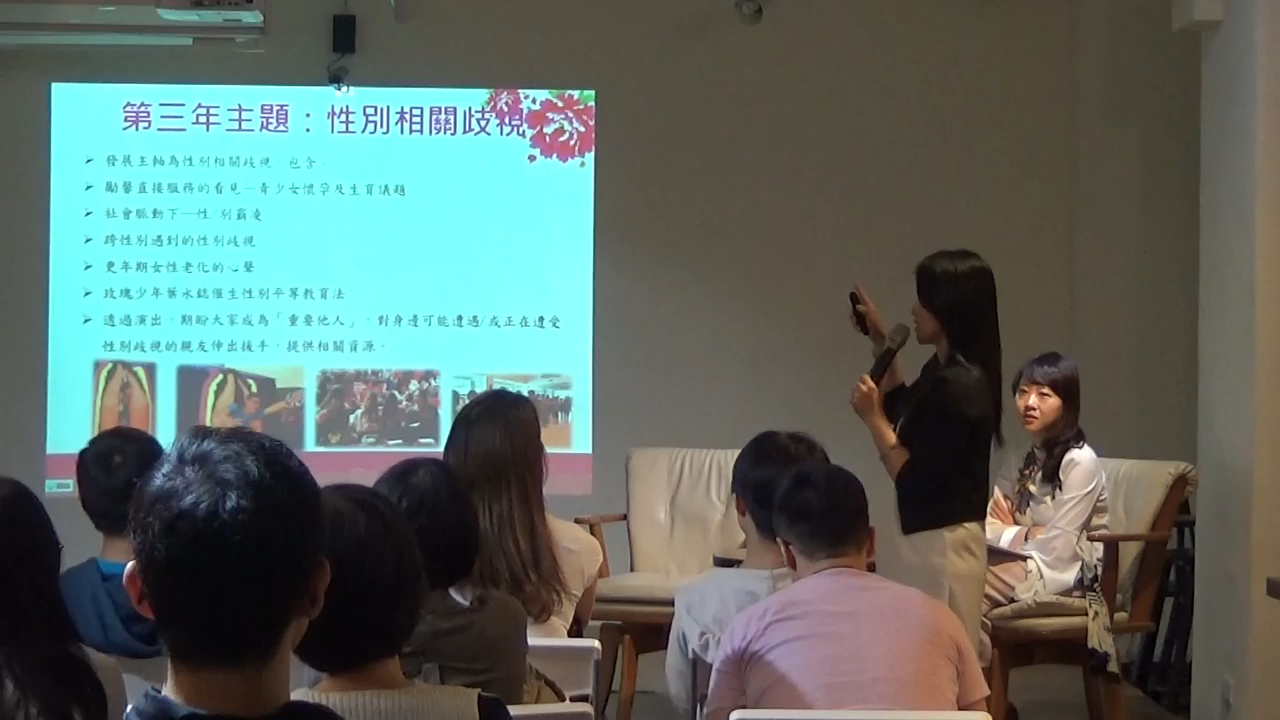 第三年主題：性別相關歧視
發展主軸為性別相關歧視，包含：
勵馨直接服務的看見—青少女懷孕及生育議題
社會脈動下—性/別霸凌
跨性別遇到的性別歧視
更年期女性老化的心聲
玫瑰少年葉永鋕催生性別平等教育法
透過演出，期盼大家成為「重要他人」，對身邊可能遭遇/或正在遭受
性別歧視的親友伸出援手，提供相關資源。